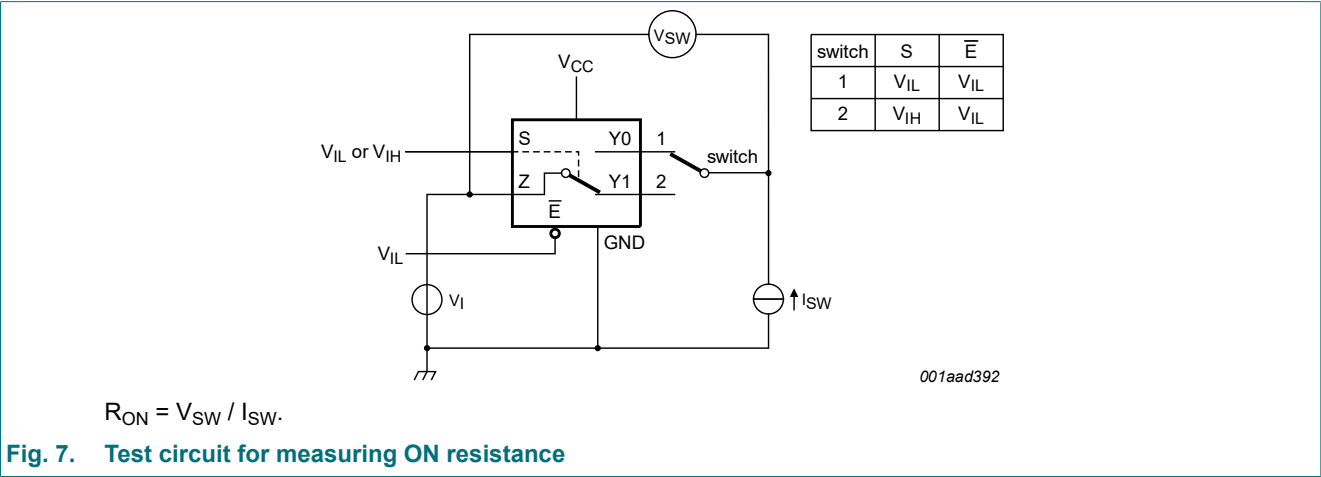 VSW
switch S E̅
1 VIL VIL
2 VIH VIL
VCC
S Y0 1
VIL or VIH
switch
Z Y1 2
E̅
GND
VIL
VI
ISW
001aad392
RON = VSW / ISW.
Fig. 7. Test circuit for measuring ON resistance